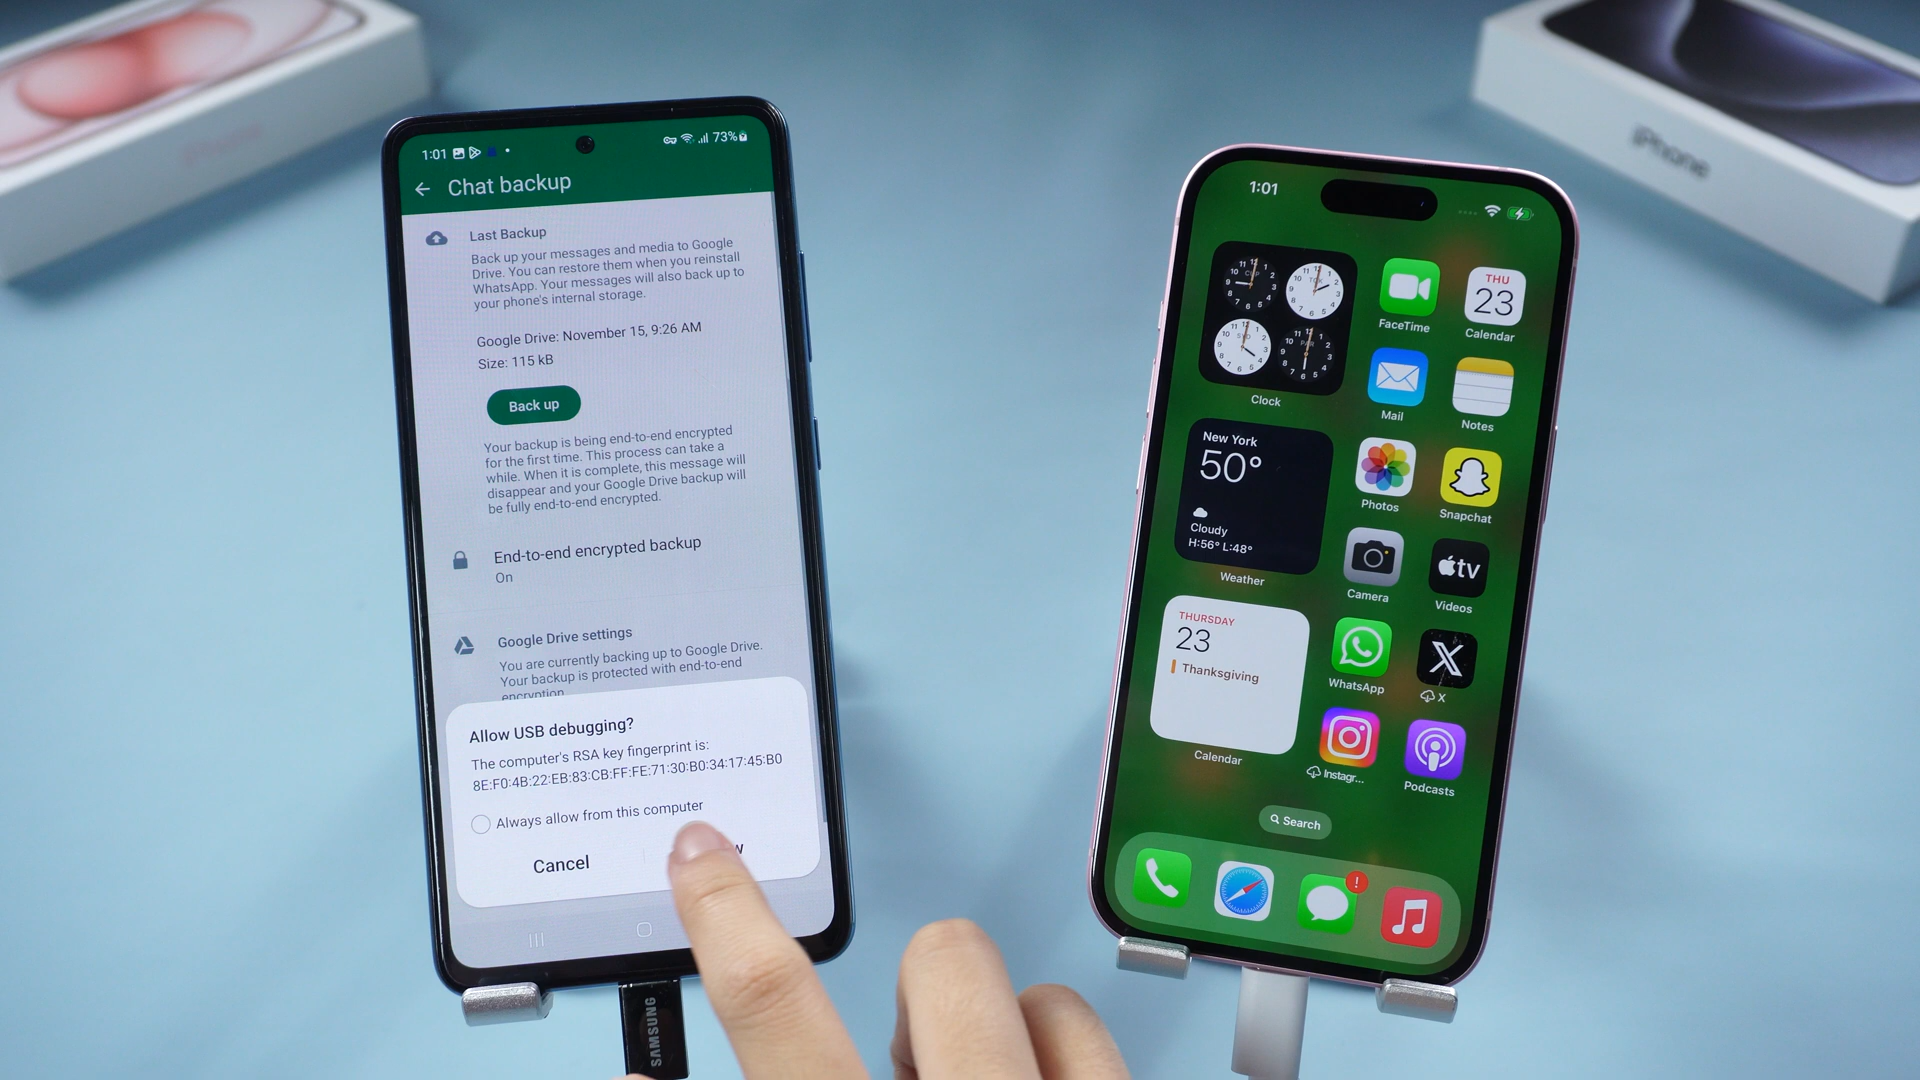 1:01
73%
Chat backup
Last Backup
Back up your messages and media to Google
Drive. You can restore them when you reinstall
WhatsApp. Your messages will also back up to
your phone's internal storage.
Google Drive: November 15, 9:26 AM
Size: 115 kB
Back up
Your backup is being end-to-end encrypted
for the first time. This process can take a
while. When it is complete, this message will
disappear and your Google Drive backup will
be fully end-to-end encrypted.
End-to-end encrypted backup
On
Google Drive settings
You are currently backing up to Google Drive.
Your backup is protected with end-to-end
encryption
Allow USB debugging?
The computer's RSA key fingerprint is:
8E:F0:4B:22:EB:83:CB:FF:FE:71:30:B0:34:17:45:B0
Always allow from this computer
Cancel
w
SAMSUNG
iPhone
1:01
Clock
FaceTime
THU
23
Calendar
Mail
Notes
New York
50°
Cloudy
H:56° L:48°
Weather
Photos
Snapchat
Camera
tv
Videos
THURSDAY
23
Thanksgiving
Calendar
WhatsApp
X
Instagr...
Podcasts
Search
!
iPhone